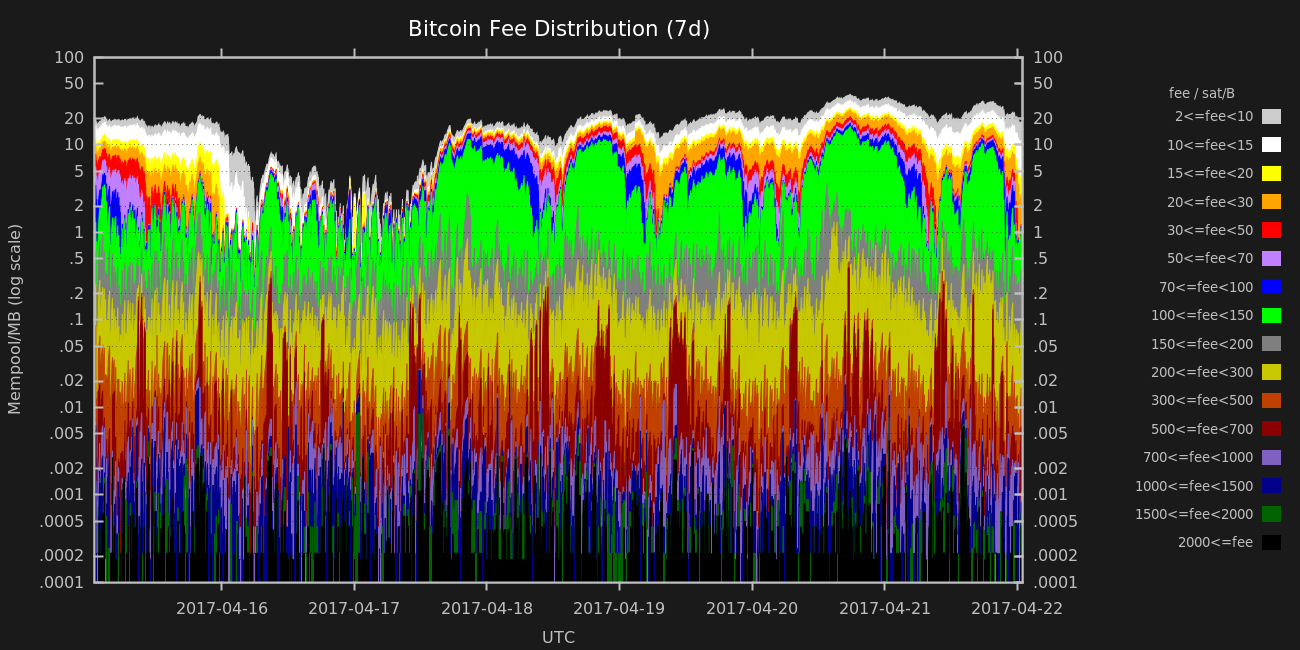 Bitcoin Fee Distribution (7d)
100 100
50 50
20 20
10 10
5 5
2 2
1 1
.5 .5
.2 .2
.1 .1
.05 .05
.02 .02
.01 .01
.005 .005
.002 .002
.001 .001
.0005 .0005
.0002 .0002
.0001 .0001
Mempool/MB (log scale)
2017-04-16 2017-04-17 2017-04-18 2017-04-19 2017-04-20 2017-04-21 2017-04-22
UTC
fee / sat/B
2<=fee<10
10<=fee<15
15<=fee<20
20<=fee<30
30<=fee<50
50<=fee<70
70<=fee<100
100<=fee<150
150<=fee<200
200<=fee<300
300<=fee<500
500<=fee<700
700<=fee<1000
1000<=fee<1500
1500<=fee<2000
2000<=fee